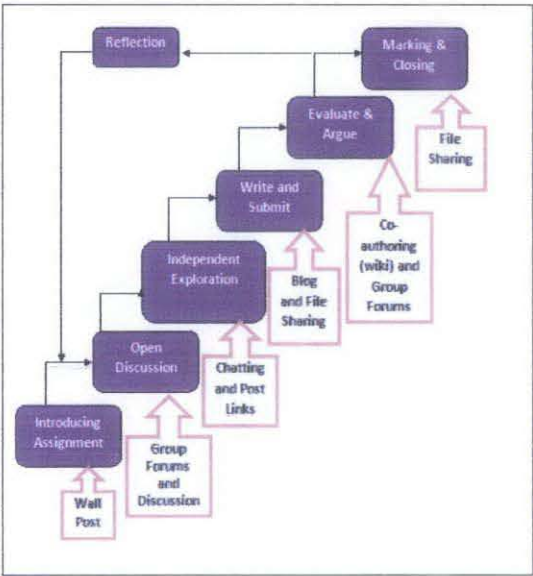 Reflection
Marking &
Closing
Evaluate &
Argue
File
Sharing
Write and
Submit
Co-
authoring
(wiki) and
Group
Forums
Independent
Exploration
Blog
and File
Sharing
Open
Discussion
Chatting
and Post
Links
Introducing
Assignment
Group
Forums
and
Discussion
Wall
Post